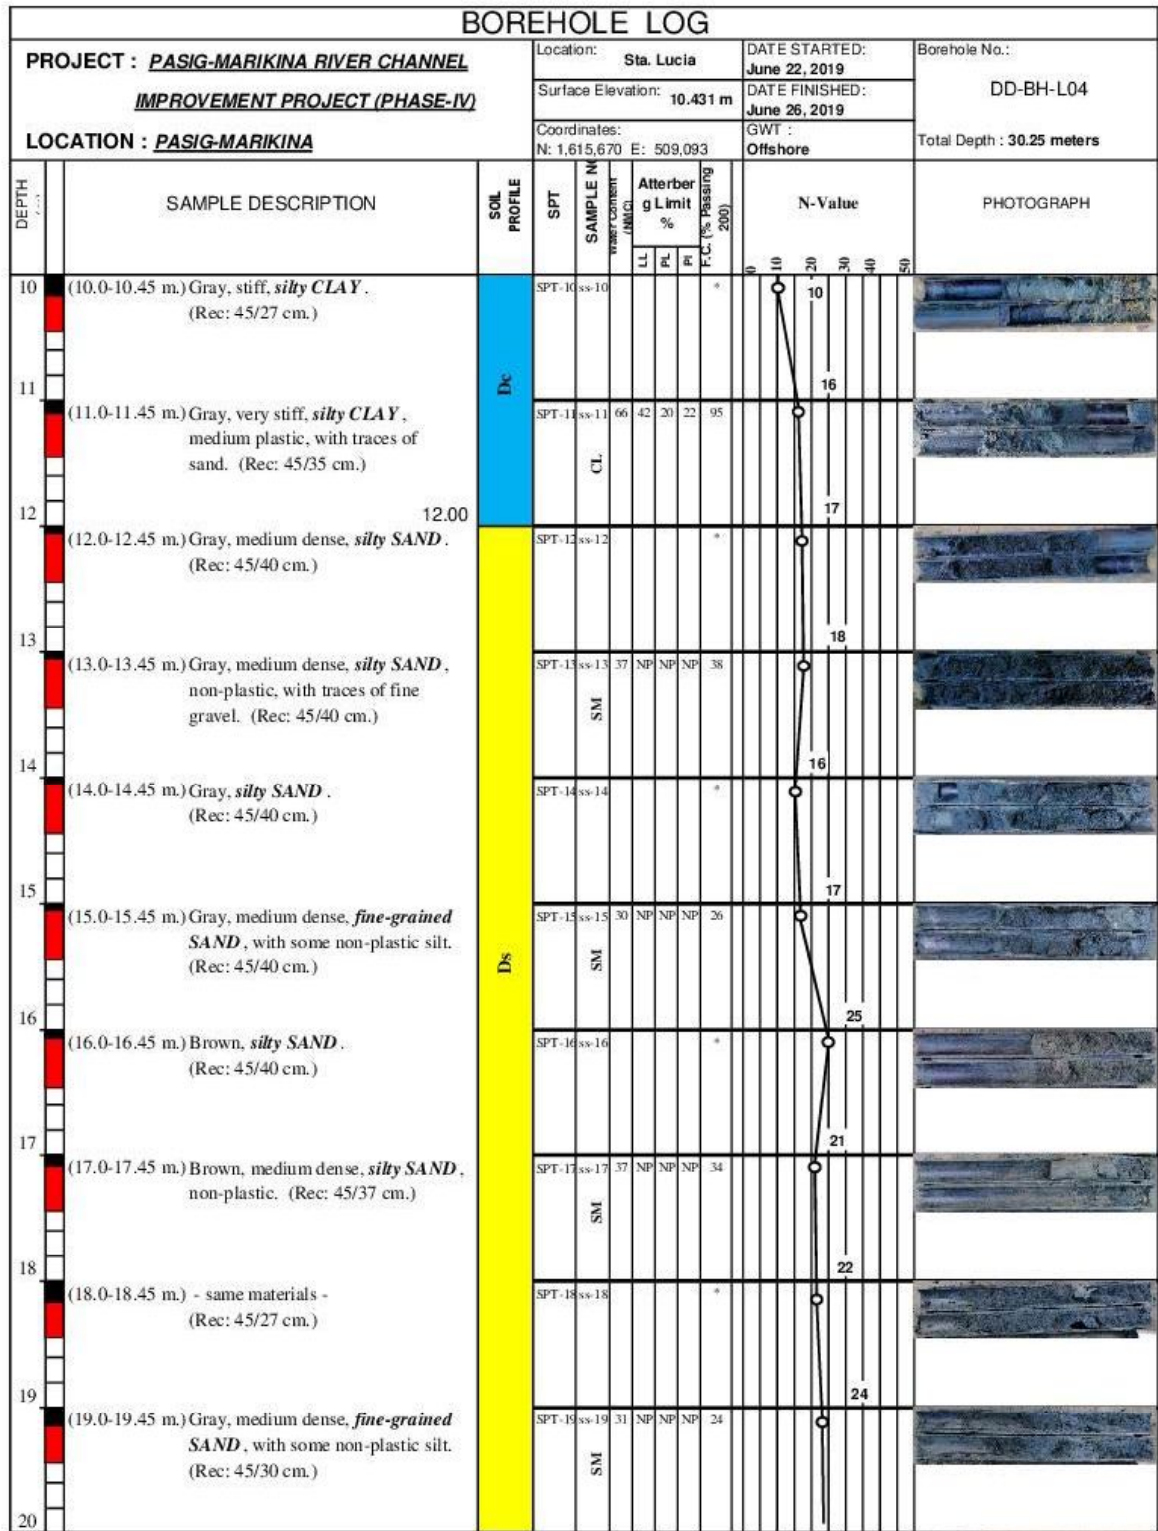 BOREHOLE LOG
PROJECT : PASIG-MARIKINA RIVER CHANNEL
IMPROVEMENT PROJECT (PHASE-IV)
LOCATION : PASIG-MARIKINA
Location: Sta. Lucia
Surface Elevation: 10.431 m
Coordinates:
N: 1,615,670 E: 509,093
DATE STARTED:
June 22, 2019
DATE FINISHED:
June 26, 2019
GWT :
Offshore
Borehole No.:
DD-BH-L04
Total Depth : 30.25 meters
DEPTH
SAMPLE DESCRIPTION
SOIL PROFILE
SPT
SAMPLE NO
Water Content (NMC)
Atterber
g Limit
%
LL PL PI
F.C. (% Passing 200)
N-Value
0 10 20 30 40 50
PHOTOGRAPH
10 (10.0-10.45 m.) Gray, stiff, silty CLAY . SPT-10 ss-10 * 10
(Rec: 45/27 cm.)
Dc
11 16
(11.0-11.45 m.) Gray, very stiff, silty CLAY , SPT-11 ss-11 66 42 20 22 95
medium plastic, with traces of
sand. (Rec: 45/35 cm.) CL
12 12.00 17
(12.0-12.45 m.) Gray, medium dense, silty SAND . SPT-12 ss-12 *
(Rec: 45/40 cm.)
13 18
(13.0-13.45 m.) Gray, medium dense, silty SAND , SPT-13 ss-13 37 NP NP NP 38
non-plastic, with traces of fine
gravel. (Rec: 45/40 cm.) SM
14 16
(14.0-14.45 m.) Gray, silty SAND . SPT-14 ss-14 *
(Rec: 45/40 cm.)
15 17
(15.0-15.45 m.) Gray, medium dense, fine-grained SPT-15 ss-15 30 NP NP NP 26
SAND , with some non-plastic silt.
(Rec: 45/40 cm.) Ds SM
16 25
(16.0-16.45 m.) Brown, silty SAND . SPT-16 ss-16 *
(Rec: 45/40 cm.)
17 21
(17.0-17.45 m.) Brown, medium dense, silty SAND , SPT-17 ss-17 37 NP NP NP 34
non-plastic. (Rec: 45/37 cm.) SM
18 22
(18.0-18.45 m.) - same materials - SPT-18 ss-18 *
(Rec: 45/27 cm.)
19 24
(19.0-19.45 m.) Gray, medium dense, fine-grained SPT-19 ss-19 31 NP NP NP 24
SAND , with some non-plastic silt.
(Rec: 45/30 cm.) SM
20